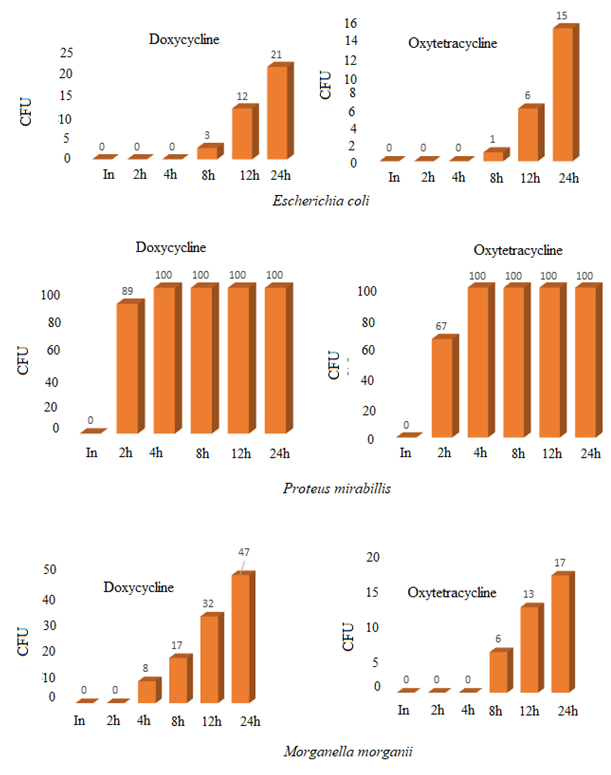 Doxycycline
CFU
25
20
15
10
5
0
0 0 0 3 12 21
In 2h 4h 8h 12h 24h
Oxytetracycline
CFU
16
14
12
10
8
6
4
2
0
0 0 0 1 6 15
In 2h 4h 8h 12h 24h
Escherichia coli
Doxycycline
CFU
100
80
60
40
20
0
0 89 100 100 100 100
In 2h 4h 8h 12h 24h
Oxytetracycline
CFU
100
80
60
40
20
0
0 67 100 100 100 100
In 2h 4h 8h 12h 24h
Proteus mirabillis
Doxycycline
CFU
50
40
30
20
10
0
0 0 8 17 32 47
In 2h 4h 8h 12h 24h
Oxytetracycline
CFU
20
15
10
5
0
0 0 0 6 13 17
In 2h 4h 8h 12h 24h
Morganella morganii